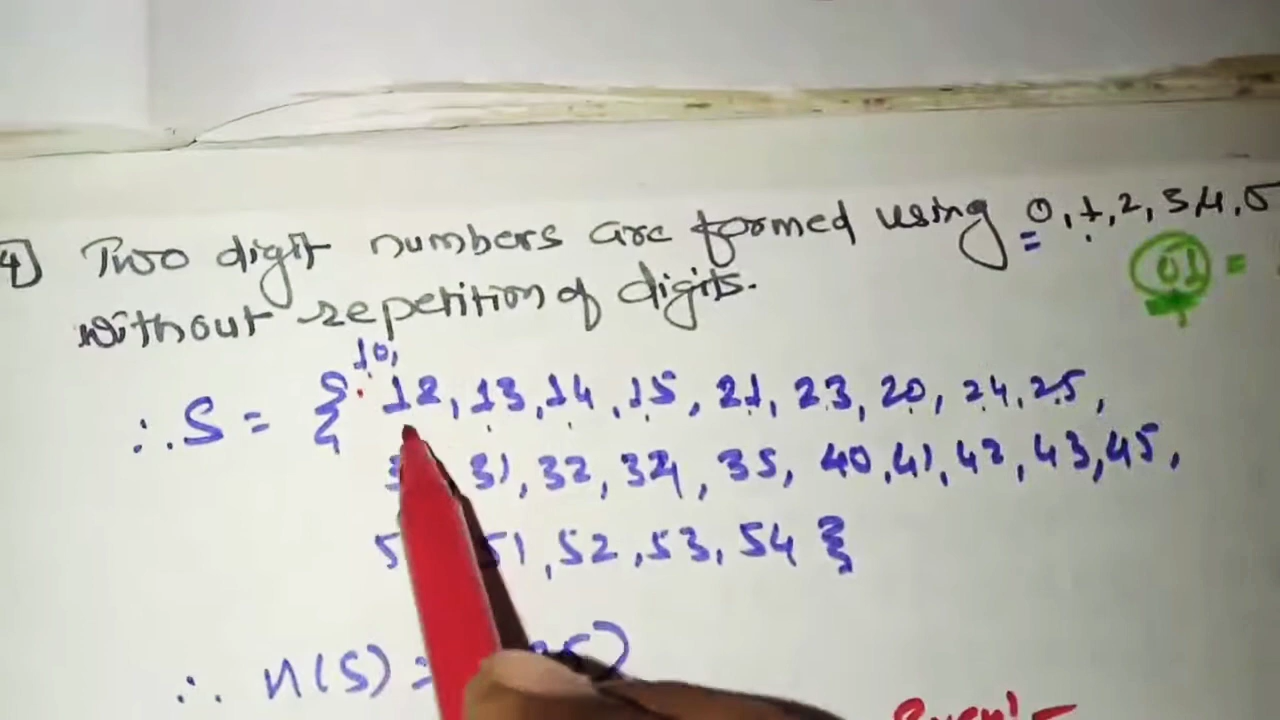 4] Two digit numbers are formed using 0, 1, 2, 3, 4, 5
01 =
without repetition of digits.
10,
∴ S = { 12, 13, 14, 15, 21, 23, 20, 24, 25,
31, 32, 34, 35, 40, 41, 42, 43, 45,
51, 52, 53, 54 }
∴ n(S) =